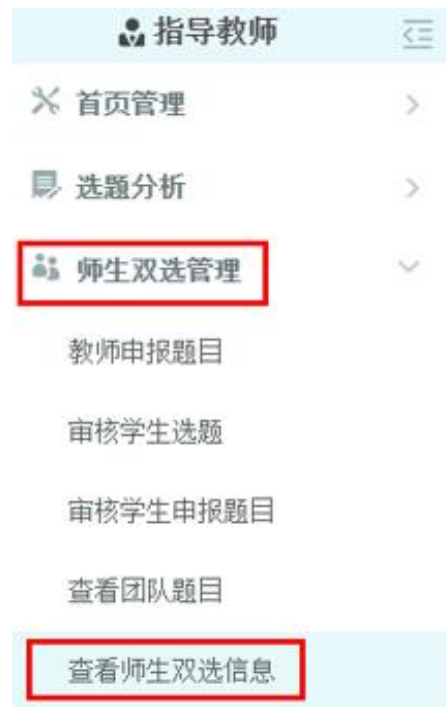 指导教师
首页管理
选题分析
师生双选管理
教师申报题目
审核学生选题
审核学生申报题目
查看团队题目
查看师生双选信息